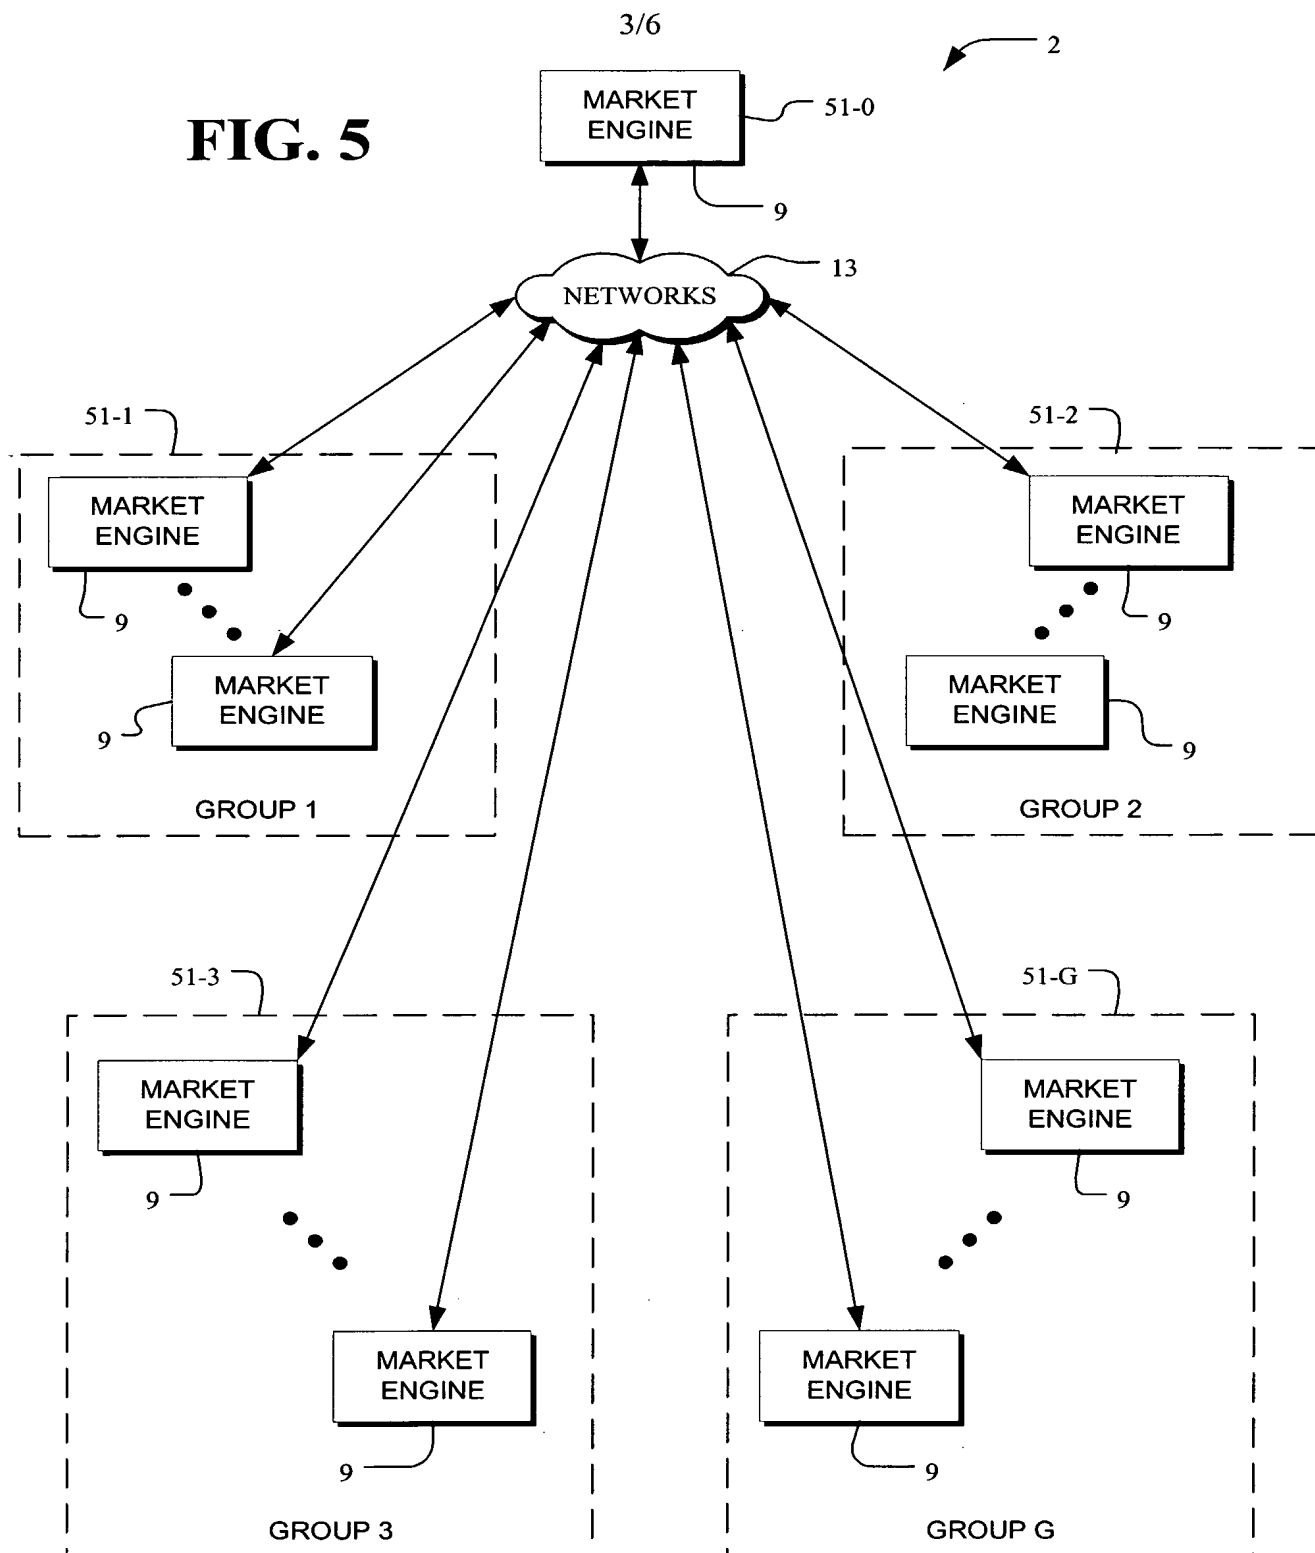 3/6
2
FIG. 5
MARKET
ENGINE
51-0
9
13
NETWORKS
51-1
51-2
MARKET
ENGINE
9
MARKET
ENGINE
9
GROUP 1
MARKET
ENGINE
9
MARKET
ENGINE
9
GROUP 2
51-3
51-G
MARKET
ENGINE
9
MARKET
ENGINE
9
GROUP 3
MARKET
ENGINE
9
MARKET
ENGINE
9
GROUP G